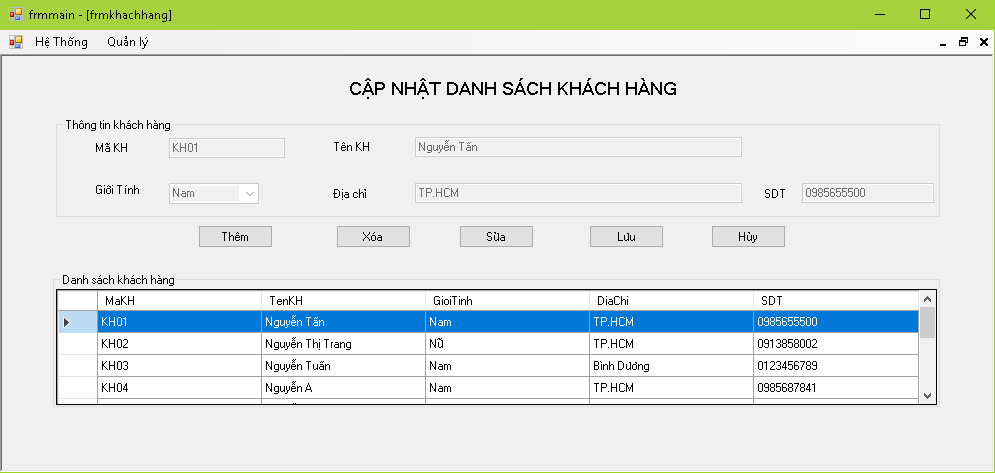 frmmain - [frmkhachhang]
Hệ Thống Quản lý
CẬP NHẬT DANH SÁCH KHÁCH HÀNG
Thông tin khách hàng
Mã KH KH01 Tên KH Nguyễn Tấn
Giới Tính Nam Địa chỉ TP.HCM SDT 0985655500
Thêm Xóa Sửa Lưu Hủy
Danh sách khách hàng
MaKH TenKH GioiTinh DiaChi SDT
KH01 Nguyễn Tấn Nam TP.HCM 0985655500
KH02 Nguyễn Thị Trang Nữ TP.HCM 0913858002
KH03 Nguyễn Tuấn Nam Bình Dương 0123456789
KH04 Nguyễn A Nam TP.HCM 0985687841